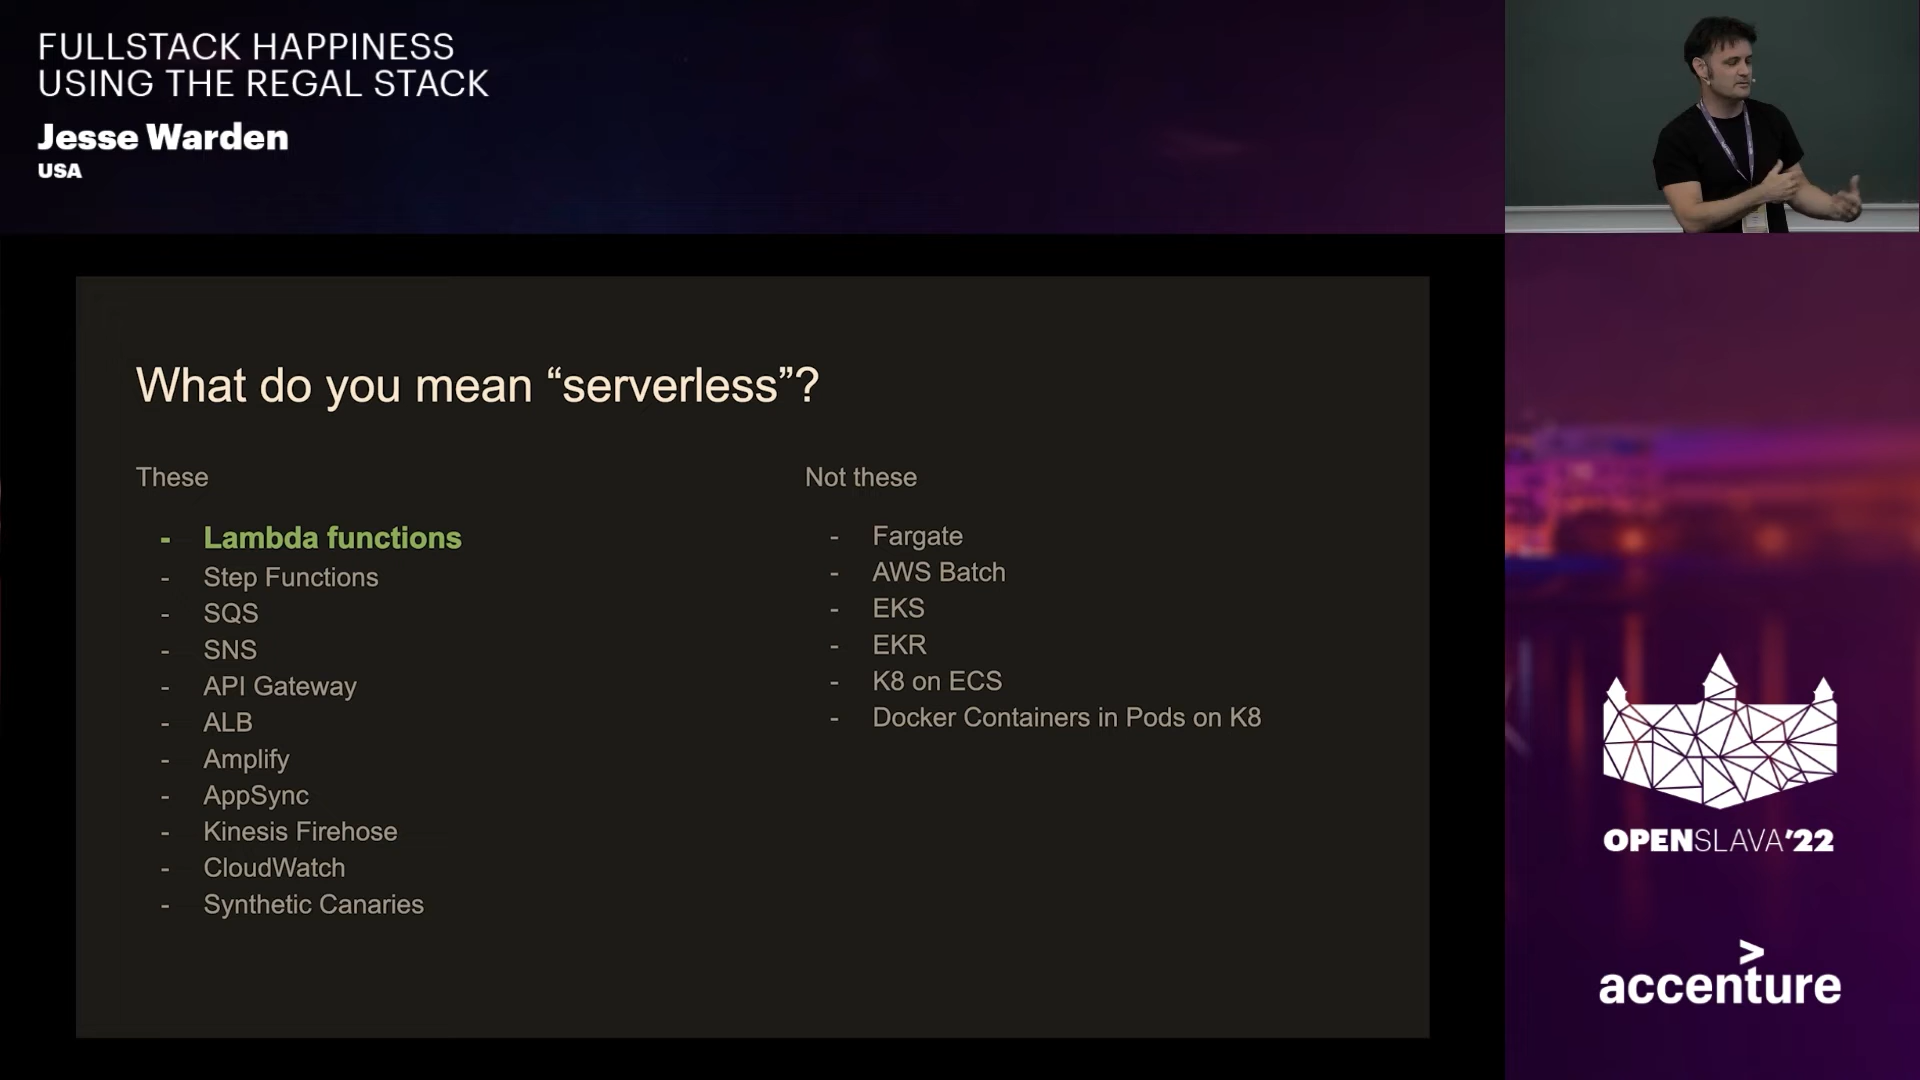 FULLSTACK HAPPINESS
USING THE REGAL STACK
Jesse Warden
USA
What do you mean “serverless”?
These
- Lambda functions
- Step Functions
- SQS
- SNS
- API Gateway
- ALB
- Amplify
- AppSync
- Kinesis Firehose
- CloudWatch
- Synthetic Canaries
Not these
- Fargate
- AWS Batch
- EKS
- EKR
- K8 on ECS
- Docker Containers in Pods on K8
OPENSLAVA’22
accenture